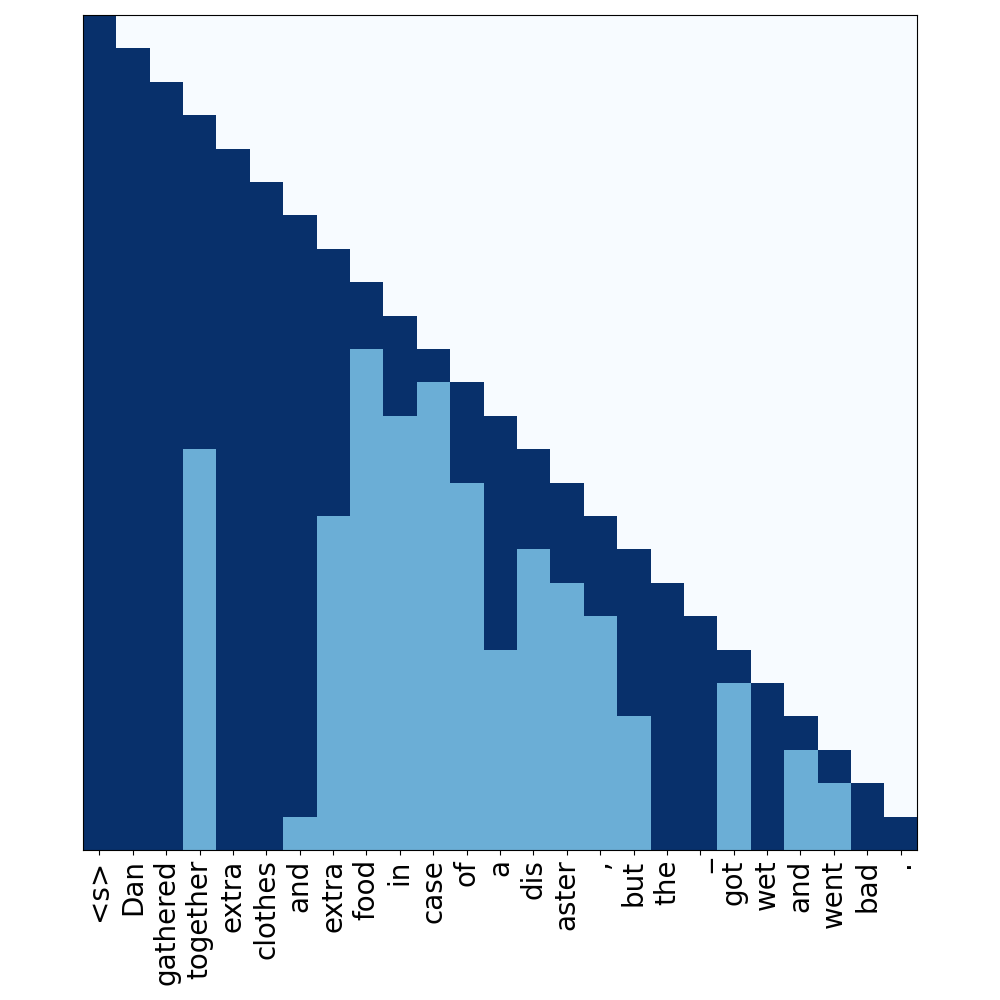 <s> Dan gathered together extra clothes and extra food in case of a dis aster , but the _ got wet and went bad .